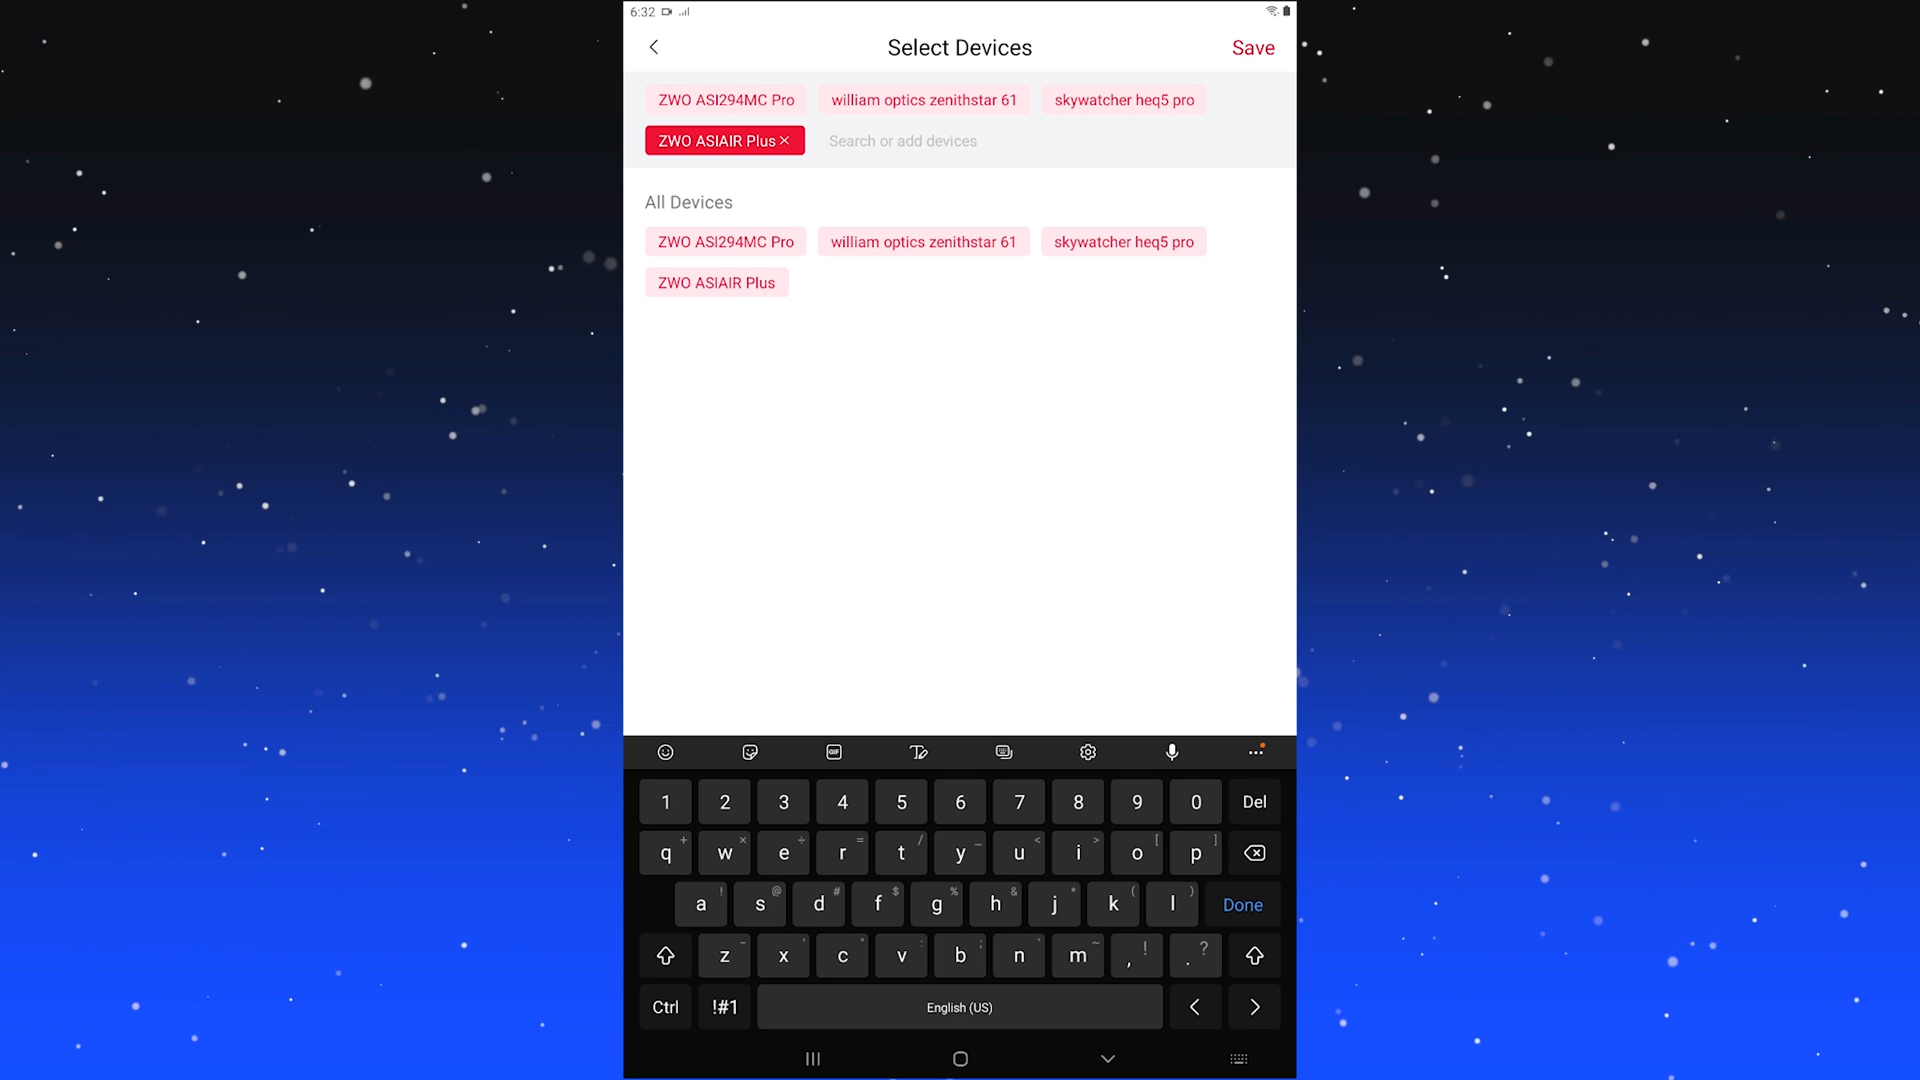 6:32
Select Devices
Save
ZWO ASI294MC Pro
william optics zenithstar 61
skywatcher heq5 pro
ZWO ASIAIR Plus ×
Search or add devices
All Devices
ZWO ASI294MC Pro
william optics zenithstar 61
skywatcher heq5 pro
ZWO ASIAIR Plus
GIF
1 2 3 4 5 6 7 8 9 0 Del
+ × ÷ = / _ < > [ ]
q w e r t y u i o p
! @ # $ % & * ( )
a s d f g h j k l Done
- ' " : ; ` ~ ! ?
z x c v b n m , .
Ctrl !#1 English (US) < >